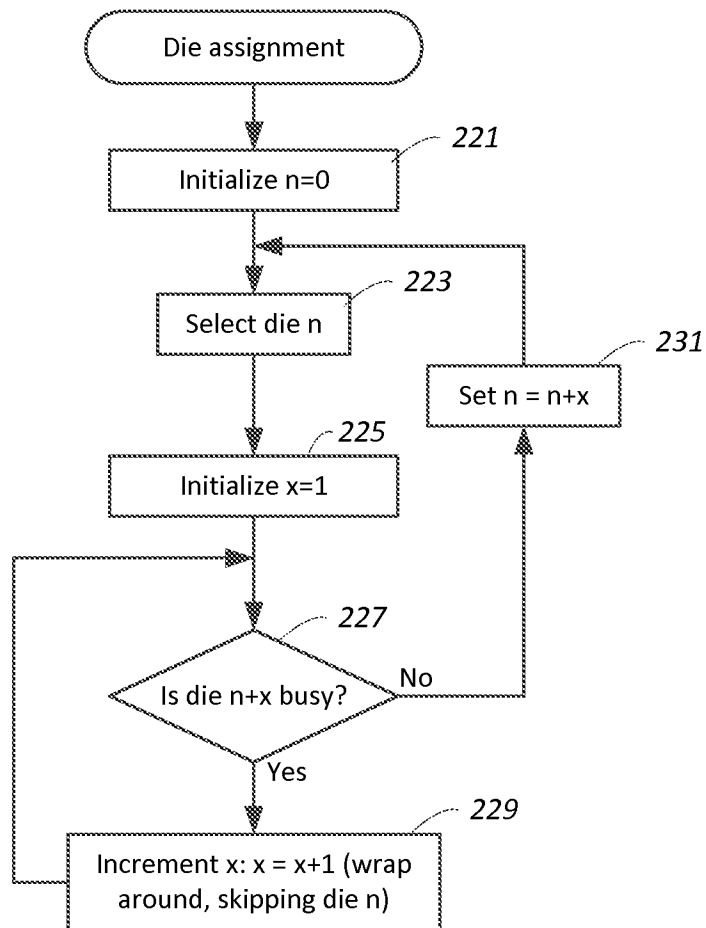 Die assignment
221
Initialize n=0
223
Select die n
231
Set n = n+x
225
Initialize x=1
227
Is die n+x busy?
No
Yes
229
Increment x: x = x+1 (wrap
around, skipping die n)